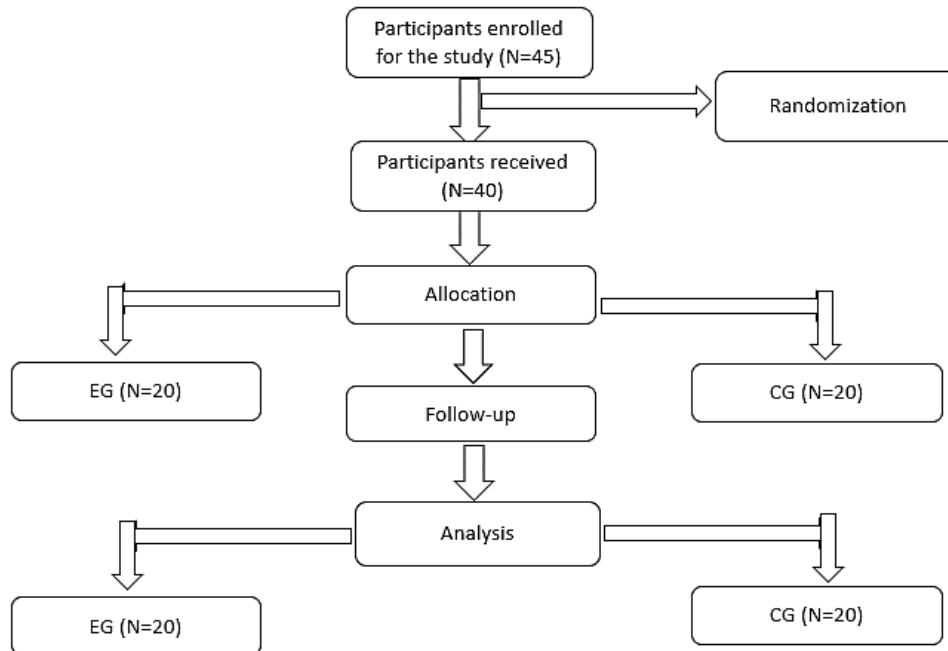 Participants enrolled
for the study (N=45)
Randomization
Participants received
(N=40)
Allocation
EG (N=20)
CG (N=20)
Follow-up
Analysis
EG (N=20)
CG (N=20)